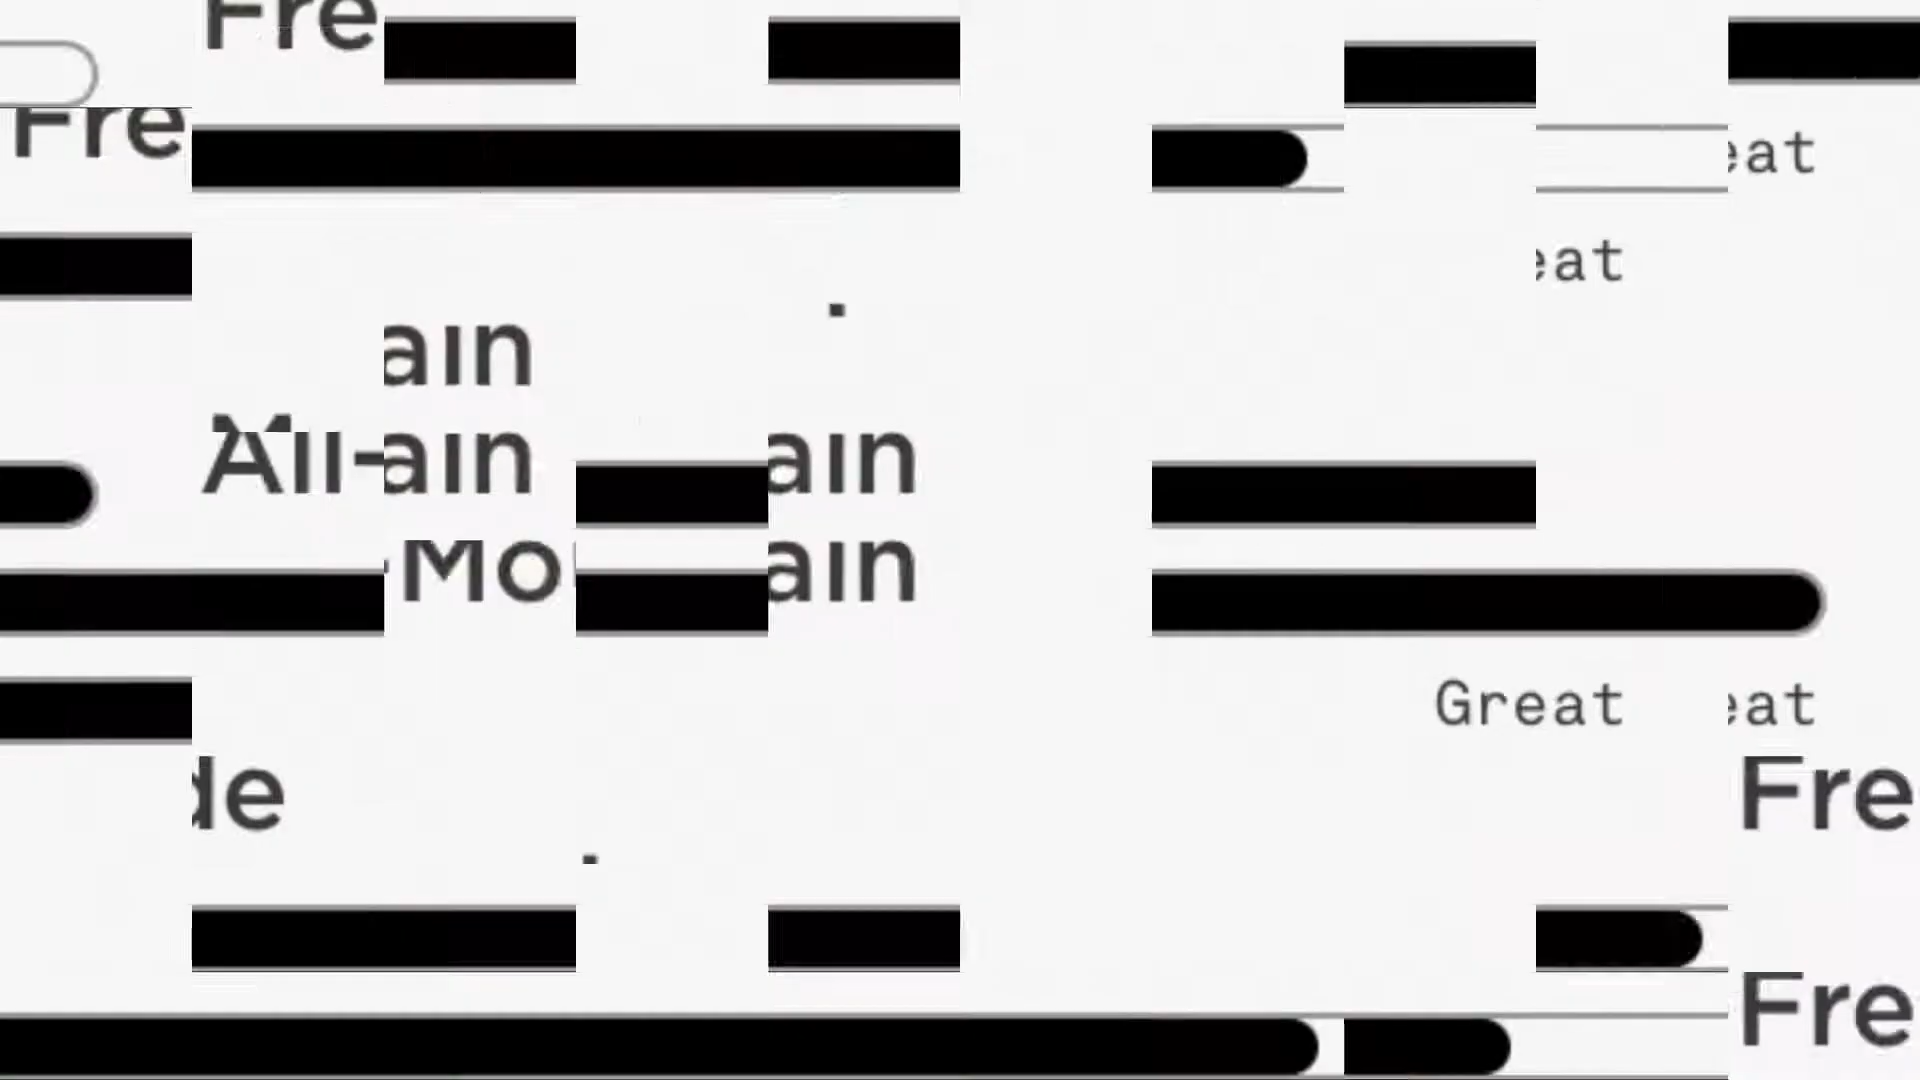 Fre
Fre
eat
eat
ain
All-ain ain
-Mo ain
Great eat
de Fre
Fre